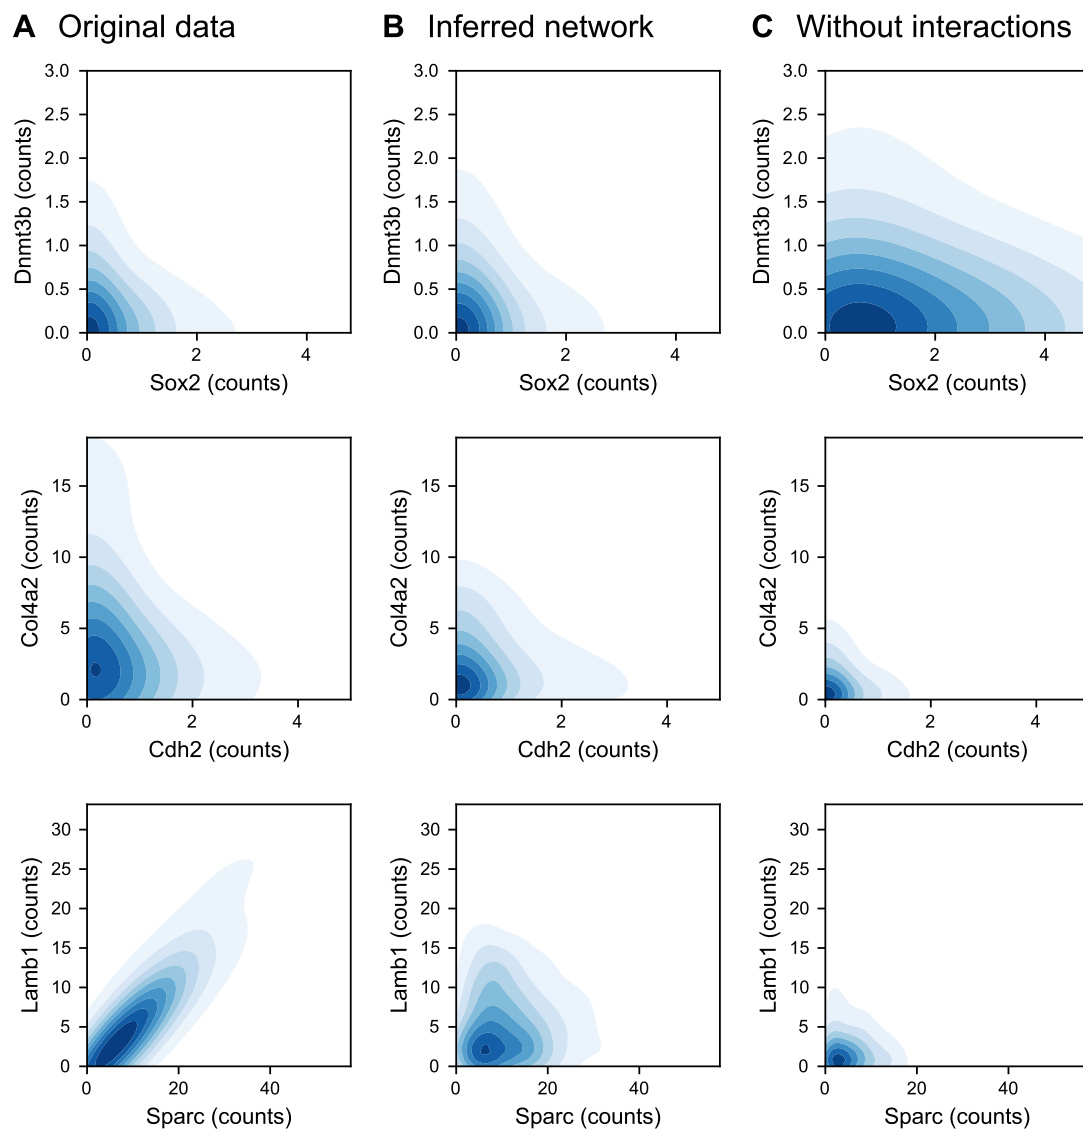 A Original data
B Inferred network
C Without interactions
3.0
2.5
2.0
1.5
1.0
0.5
0.0
Dnmt3b (counts)
0 2 4
Sox2 (counts)
3.0
2.5
2.0
1.5
1.0
0.5
0.0
Dnmt3b (counts)
0 2 4
Sox2 (counts)
3.0
2.5
2.0
1.5
1.0
0.5
0.0
Dnmt3b (counts)
0 2 4
Sox2 (counts)
15
10
5
0
Col4a2 (counts)
0 2 4
Cdh2 (counts)
15
10
5
0
Col4a2 (counts)
0 2 4
Cdh2 (counts)
15
10
5
0
Col4a2 (counts)
0 2 4
Cdh2 (counts)
30
25
20
15
10
5
0
Lamb1 (counts)
0 20 40
Sparc (counts)
30
25
20
15
10
5
0
Lamb1 (counts)
0 20 40
Sparc (counts)
30
25
20
15
10
5
0
Lamb1 (counts)
0 20 40
Sparc (counts)